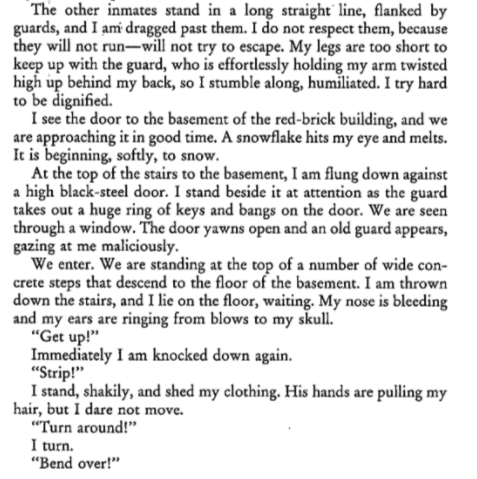 The other inmates stand in a long straight line, flanked by
guards, and I am dragged past them. I do not respect them, because
they will not run—will not try to escape. My legs are too short to
keep up with the guard, who is effortlessly holding my arm twisted
high up behind my back, so I stumble along, humiliated. I try hard
to be dignified.
I see the door to the basement of the red-brick building, and we
are approaching it in good time. A snowflake hits my eye and melts.
It is beginning, softly, to snow.
At the top of the stairs to the basement, I am flung down against
a high black-steel door. I stand beside it at attention as the guard
takes out a huge ring of keys and bangs on the door. We are seen
through a window. The door yawns open and an old guard appears,
gazing at me maliciously.
We enter. We are standing at the top of a number of wide con-
crete steps that descend to the floor of the basement. I am thrown
down the stairs, and I lie on the floor, waiting. My nose is bleeding
and my ears are ringing from blows to my skull.
“Get up!”
Immediately I am knocked down again.
“Strip!”
I stand, shakily, and shed my clothing. His hands are pulling my
hair, but I dare not move.
“Turn around!”
I turn.
“Bend over!”